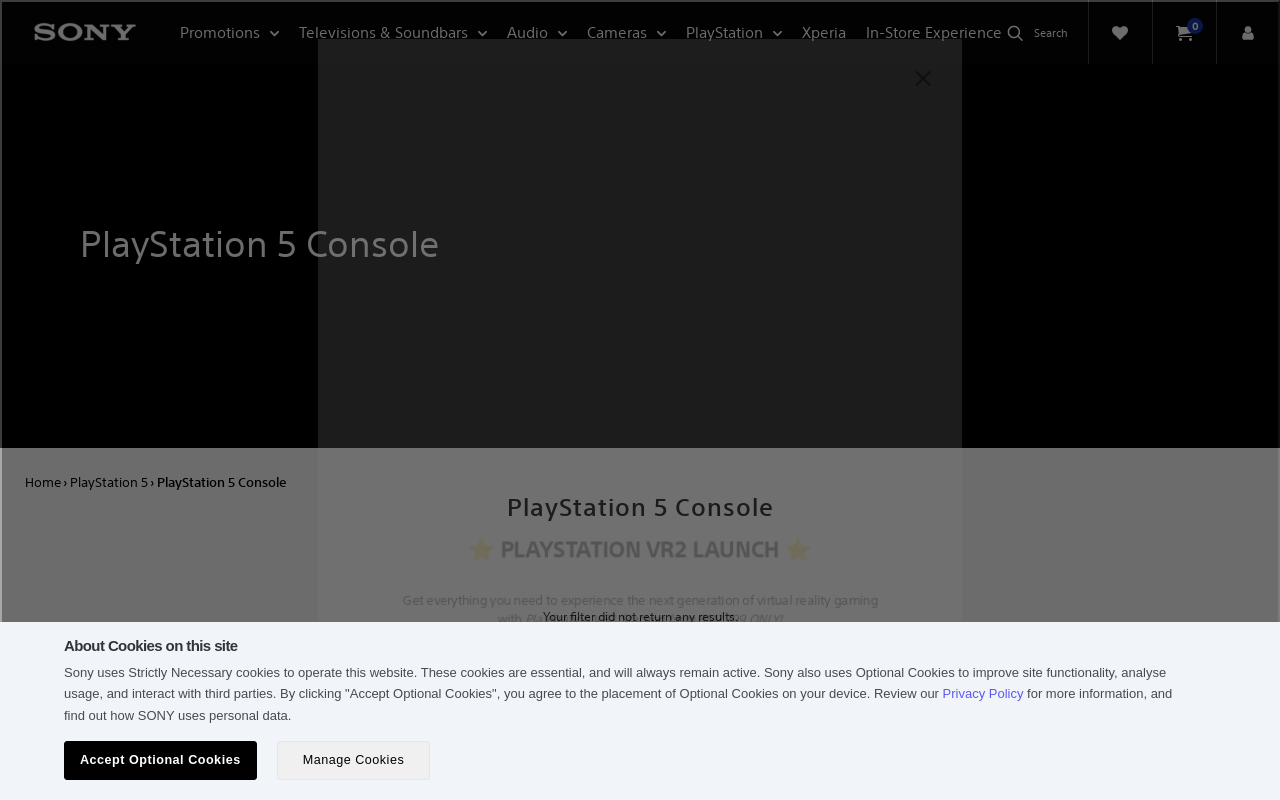 SONY
Promotions
Televisions & Soundbars
Audio
Cameras
PlayStation
Xperia
In-Store Experience
Search
0
PlayStation 5 Console
Home › PlayStation 5 › PlayStation 5 Console
PlayStation 5 Console
⭐ PLAYSTATION VR2 LAUNCH ⭐
Get everything you need to experience the next generation of virtual reality gaming
with
Your filter did not return any results.
ONLY!
About Cookies on this site
Sony uses Strictly Necessary cookies to operate this website. These cookies are essential, and will always remain active. Sony also uses Optional Cookies to improve site functionality, analyse
usage, and interact with third parties. By clicking "Accept Optional Cookies", you agree to the placement of Optional Cookies on your device. Review our Privacy Policy for more information, and
find out how SONY uses personal data.
Accept Optional Cookies
Manage Cookies